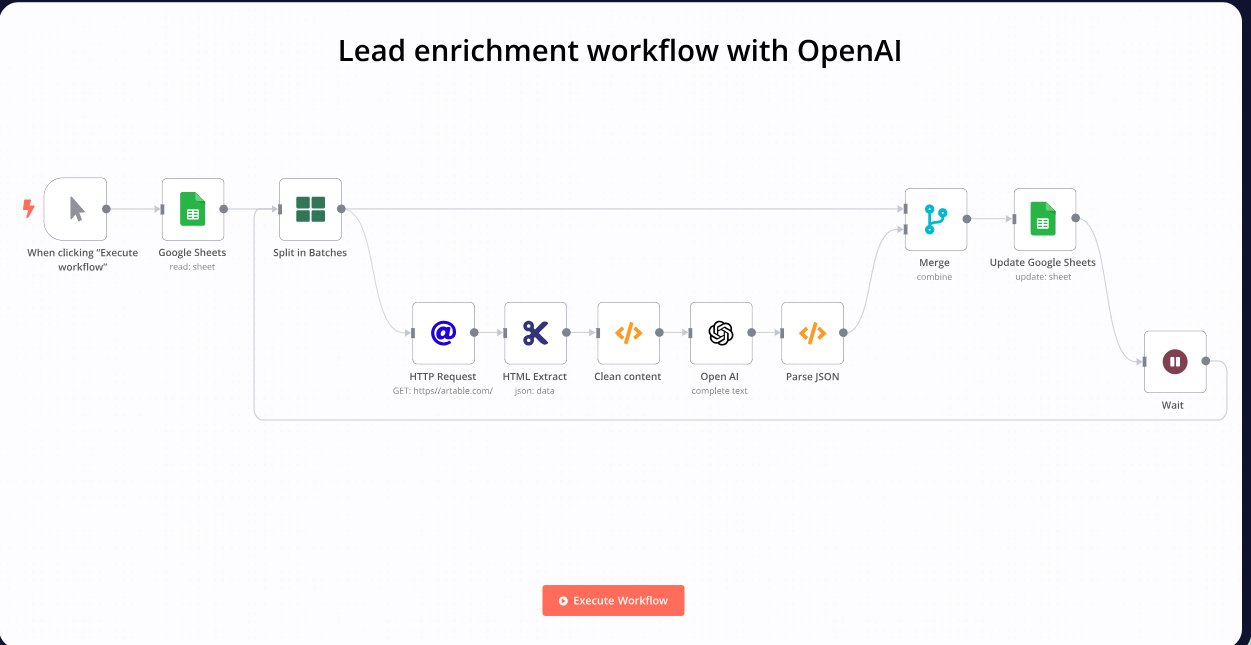 Lead enrichment workflow with OpenAI
When clicking “Execute
workflow”
Google Sheets
read: sheet
Split in Batches
Merge
combine
Update Google Sheets
update: sheet
@
HTTP Request
GET: https//artable.com/
HTML Extract
json: data
</>
Clean content
Open AI
complete text
</>
Parse JSON
Wait
Execute Workflow